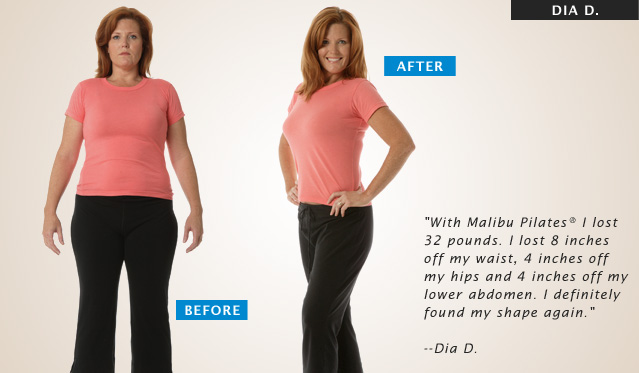 DIA D.
AFTER
BEFORE
"With Malibu Pilates® I lost
32 pounds. I lost 8 inches
off my waist, 4 inches off
my hips and 4 inches off my
lower abdomen. I definitely
found my shape again."
--Dia D.